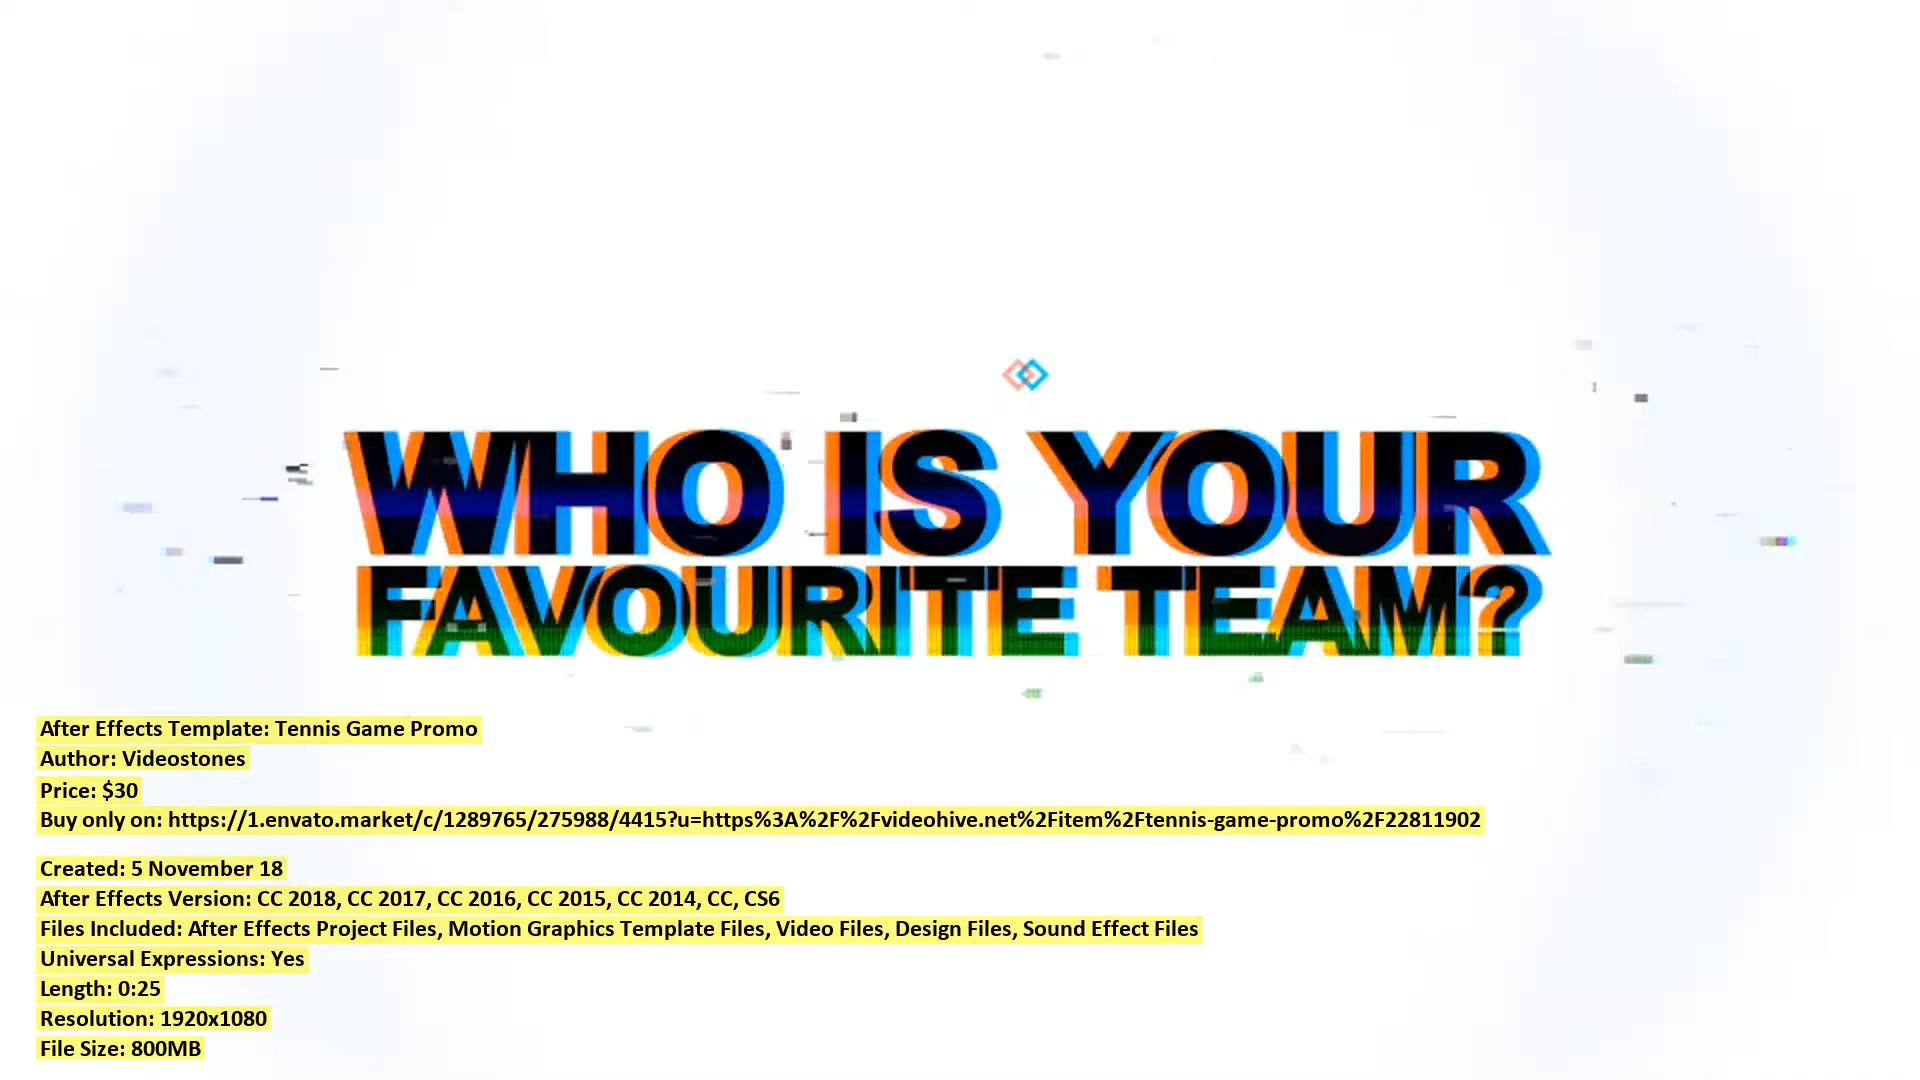 WHO IS YOUR
FAVOURITE TEAM?
After Effects Template: Tennis Game Promo
Author: Videostones
Price: $30
Buy only on: https://1.envato.market/c/1289765/275988/4415?u=https%3A%2F%2Fvideohive.net%2Fitem%2Ftennis-game-promo%2F22811902
Created: 5 November 18
After Effects Version: CC 2018, CC 2017, CC 2016, CC 2015, CC 2014, CC, CS6
Files Included: After Effects Project Files, Motion Graphics Template Files, Video Files, Design Files, Sound Effect Files
Universal Expressions: Yes
Length: 0:25
Resolution: 1920x1080
File Size: 800MB